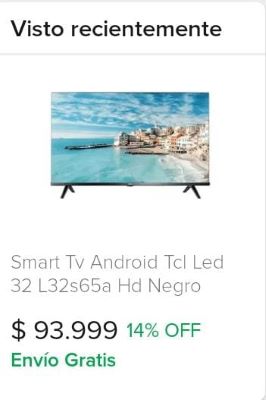 Visto recientemente
Smart Tv Android Tcl Led
32 L32s65a Hd Negro
$ 93.999 14% OFF
Envío Gratis